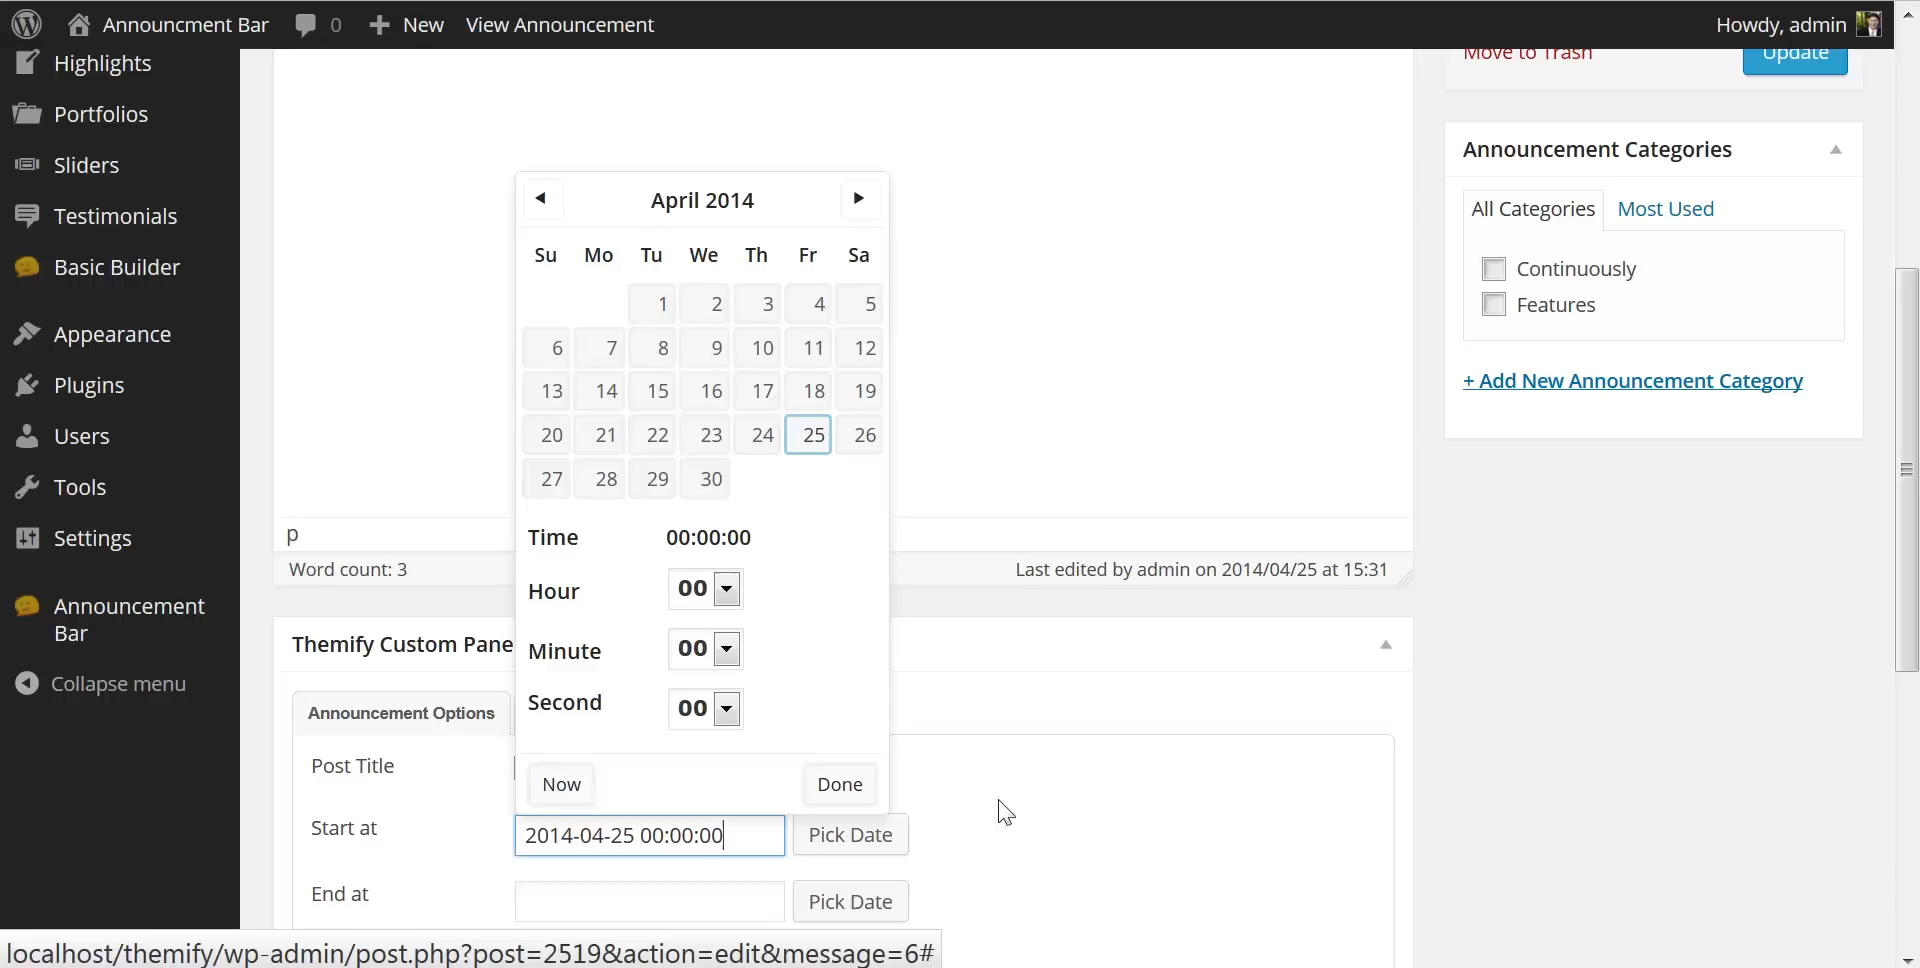 Announcment Bar 0 New View Announcement Howdy, admin
Highlights
Portfolios
Sliders
Testimonials
Basic Builder
Appearance
Plugins
Users
Tools
Settings
Announcement
Bar
Collapse menu
April 2014
Su Mo Tu We Th Fr Sa
1 2 3 4 5
6 7 8 9 10 11 12
13 14 15 16 17 18 19
20 21 22 23 24 25 26
27 28 29 30
Time 00:00:00
Hour 00
Minute 00
Second 00
Now Done
p
Word count: 3 Last edited by admin on 2014/04/25 at 15:31
Themify Custom Pane
Announcement Options
Post Title
Start at 2014-04-25 00:00:00 Pick Date
End at Pick Date
Move to Trash Update
Announcement Categories
All Categories Most Used
Continuously
Features
+ Add New Announcement Category
localhost/themify/wp-admin/post.php?post=2519&action=edit&message=6#